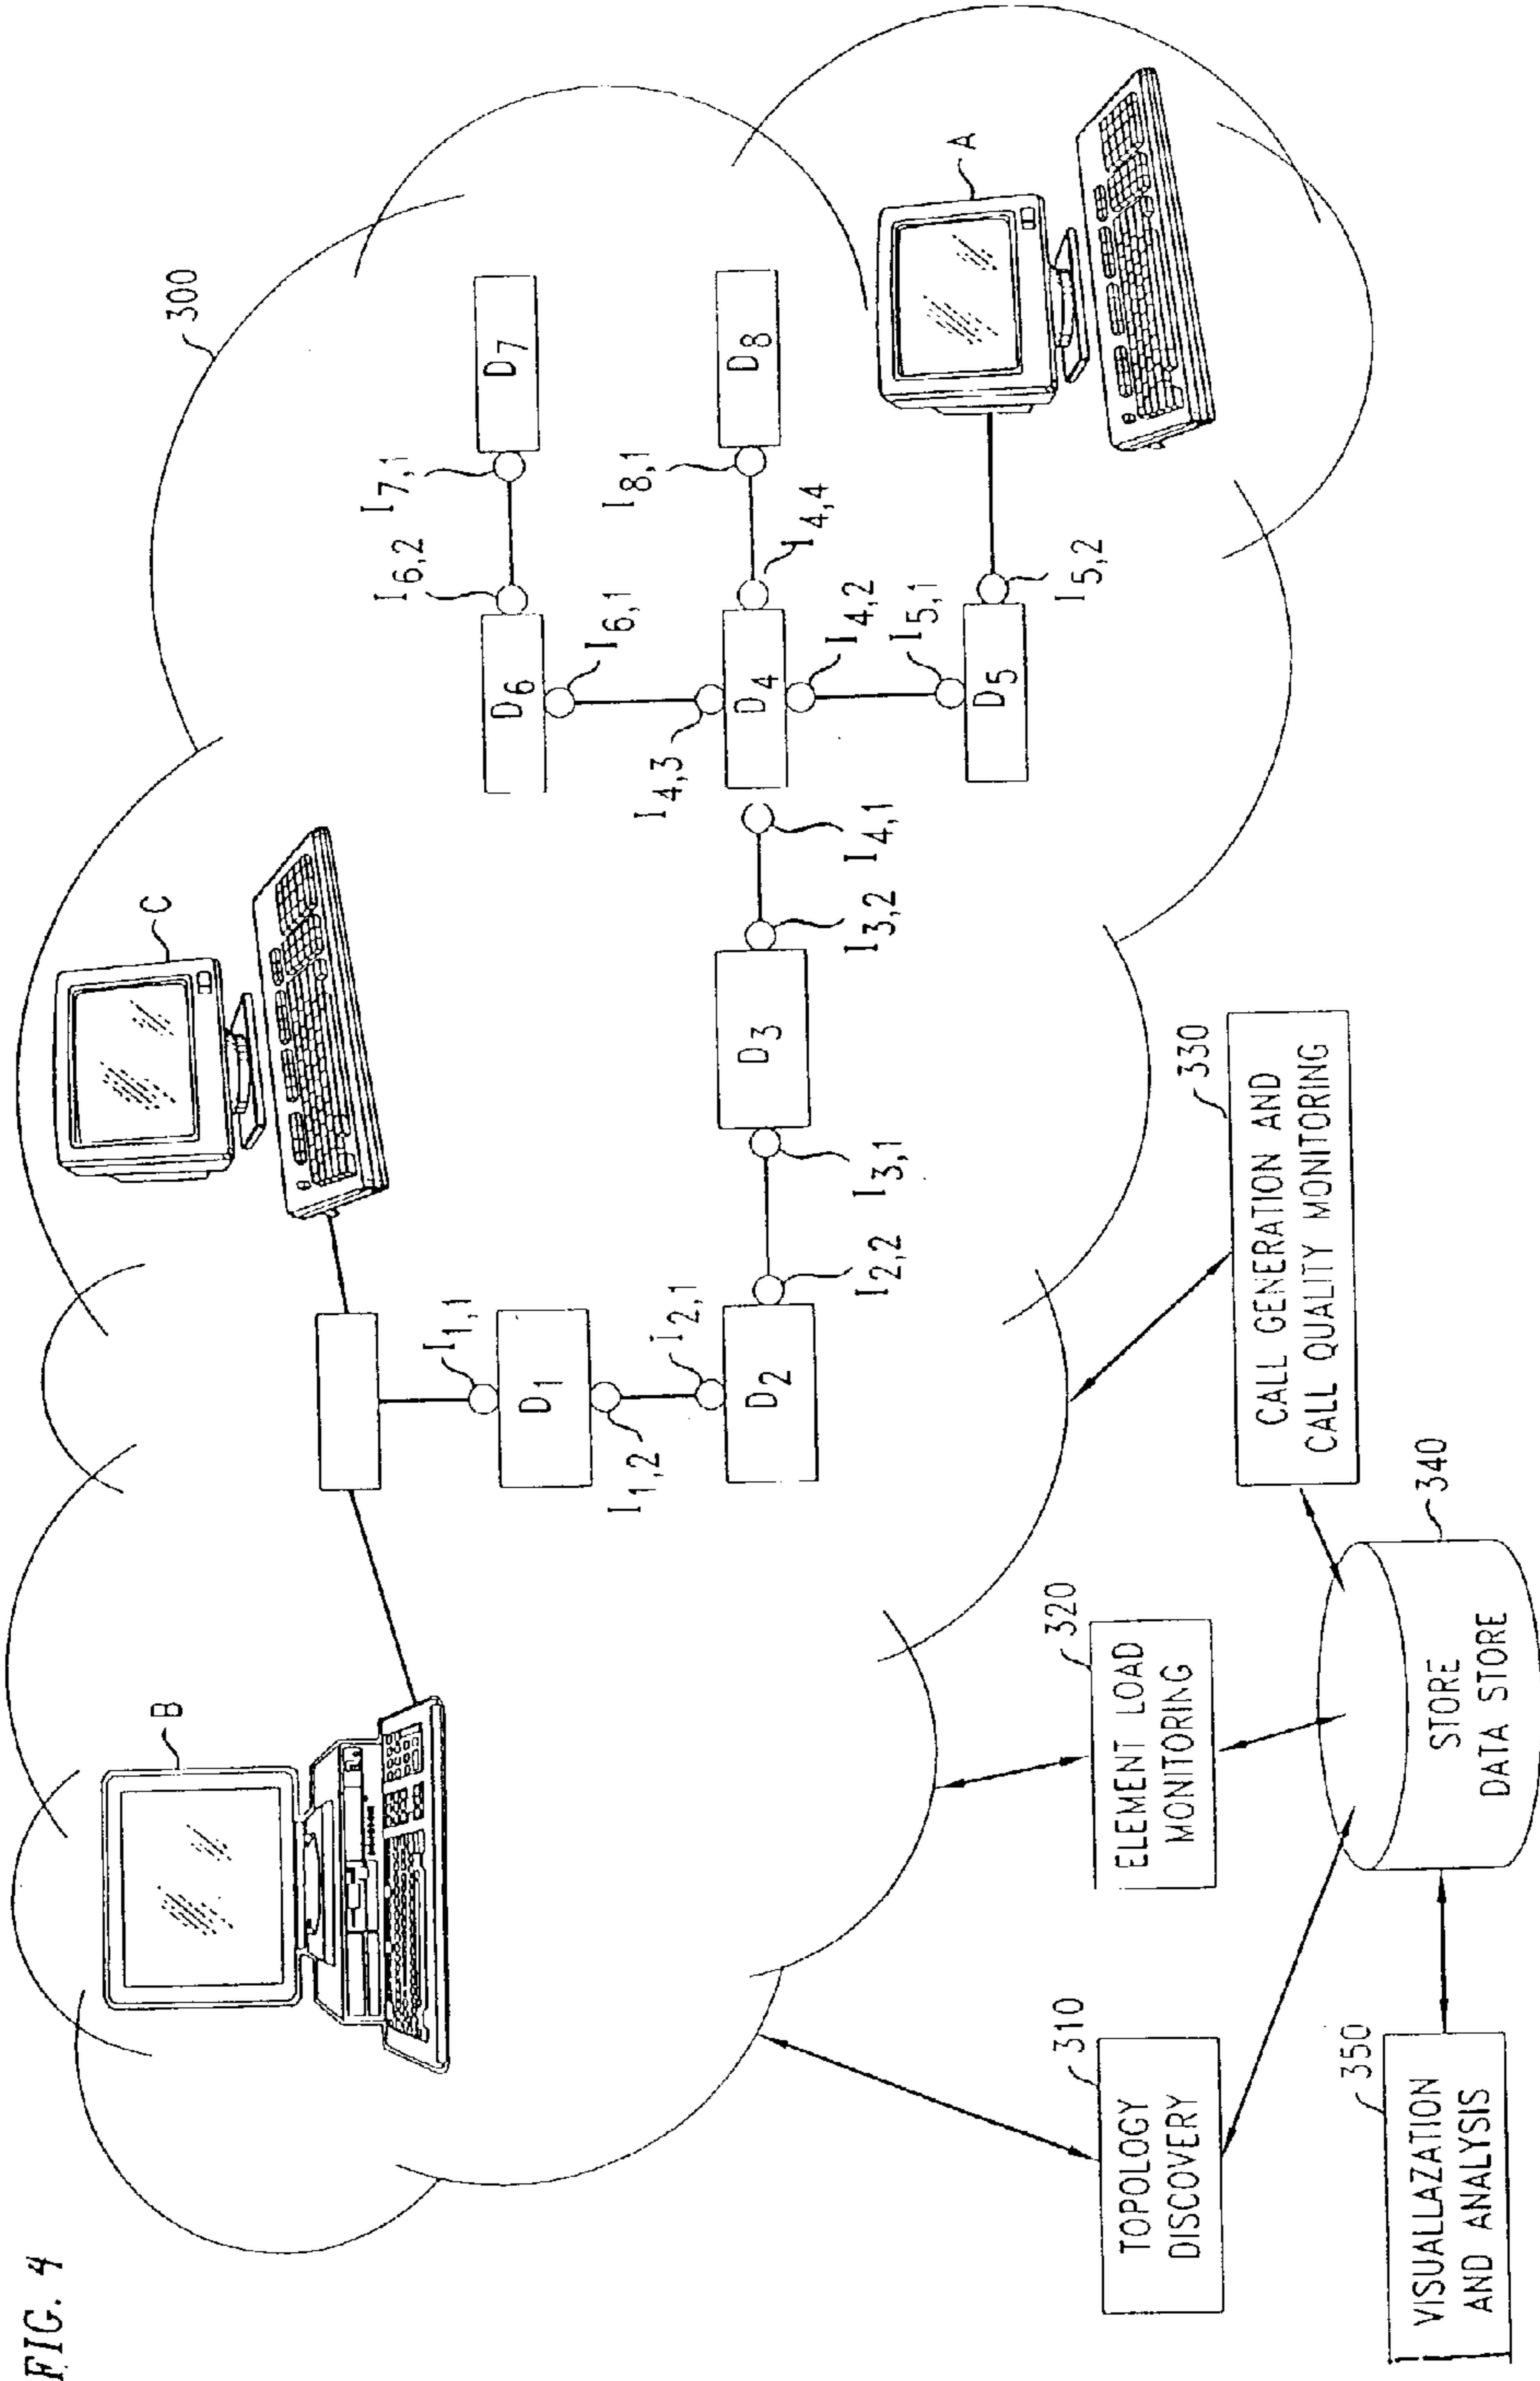 FIG. 4
300
B
C
A
I1,1
D1
I1,2
I2,1
D2
I2,2
I3,1
D3
I3,2
I4,1
I4,3
D4
I4,2
I4,4
D6
I6,1
I6,2
I7,1
D7
I8,1
D8
I5,1
D5
I5,2
310
TOPOLOGY
DISCOVERY
320
ELEMENT LOAD
MONITORING
330
CALL GENERATION AND
CALL QUALITY MONITORING
340
STORE
DATA STORE
350
VISUALLAZATION
AND ANALYSIS